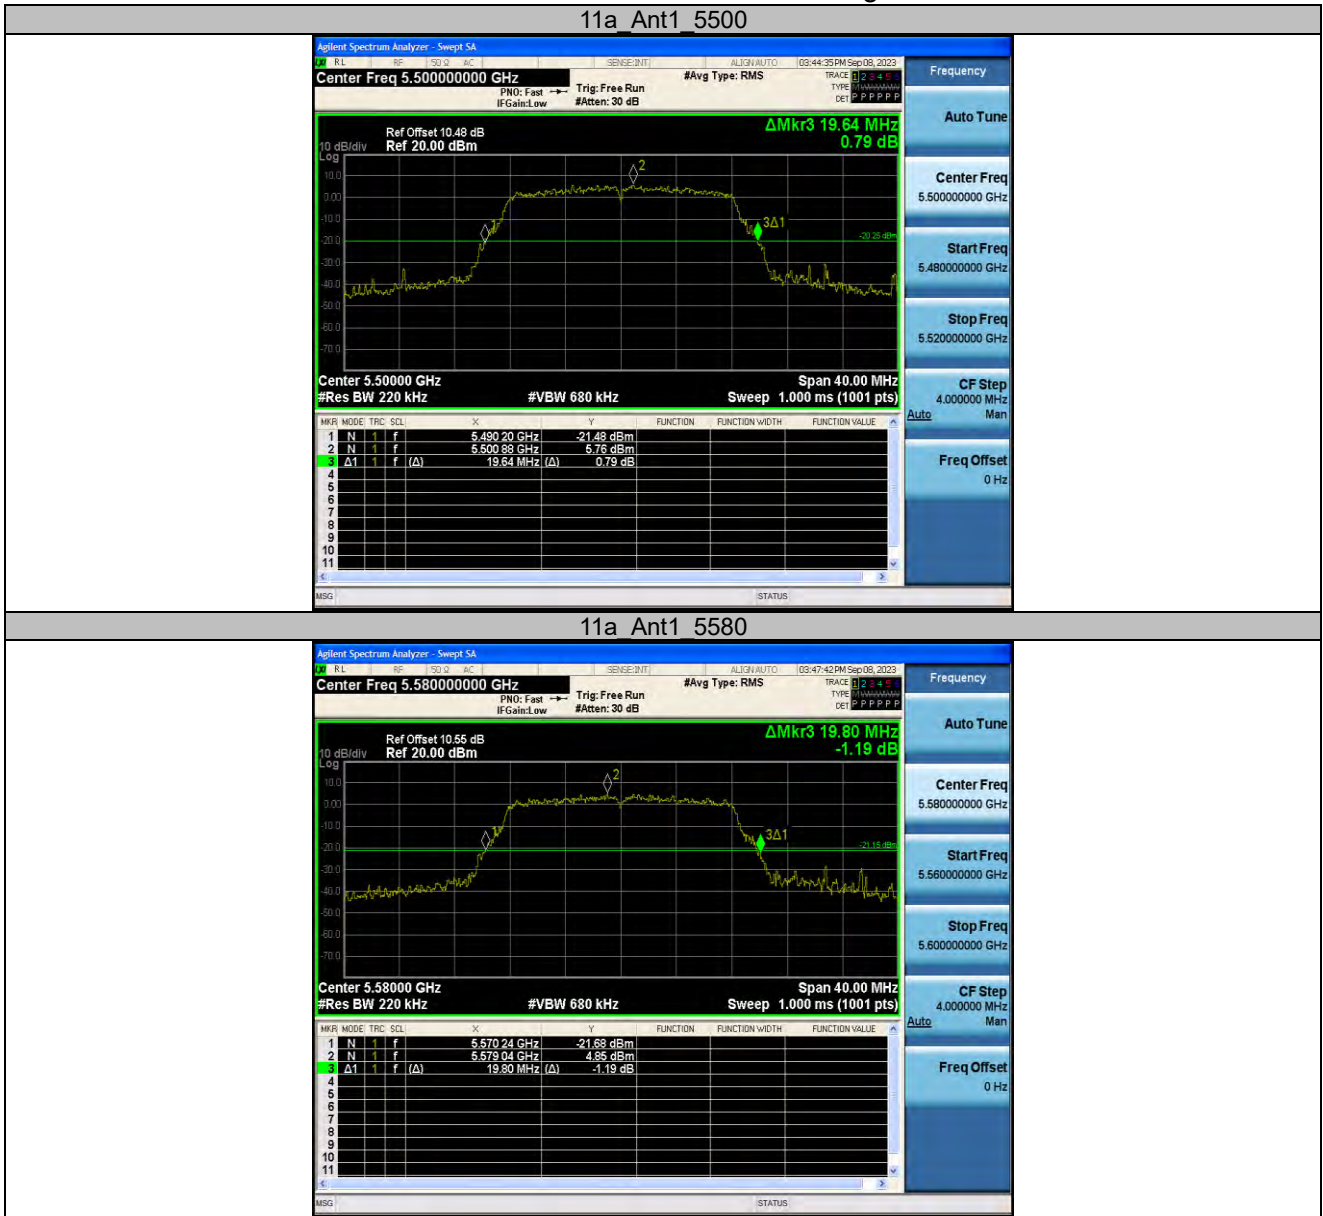 11a_Ant1_5500
Agilent Spectrum Analyzer - Swept SA
RL RF 50 Ω AC SENSE:INT ALIGN AUTO 03:44:35 PM Sep 08, 2023
Center Freq 5.500000000 GHz #Avg Type: RMS TRACE 1 2 3 4 5 6
PNO: Fast Trig: Free Run TYPE
IFGain:Low #Atten: 30 dB DET P P P P P P
ΔMkr3 19.64 MHz
0.79 dB
Ref Offset 10.48 dB
10 dB/div Ref 20.00 dBm
Log
10.0
0.00
-10.0
-20.0
-30.0
-40.0
-50.0
-60.0
-70.0
1
2
3Δ1
-20.25 dBm
Center 5.50000 GHz Span 40.00 MHz
#Res BW 220 kHz #VBW 680 kHz Sweep 1.000 ms (1001 pts)
MKR MODE TRC SCL X Y FUNCTION FUNCTION WIDTH FUNCTION VALUE
1 N 1 f 5.490 20 GHz -21.48 dBm
2 N 1 f 5.500 88 GHz 5.76 dBm
3 Δ1 1 f (Δ) 19.64 MHz (Δ) 0.79 dB
4
5
6
7
8
9
10
11
MSG STATUS
Frequency
Auto Tune
Center Freq
5.500000000 GHz
Start Freq
5.480000000 GHz
Stop Freq
5.520000000 GHz
CF Step
4.000000 MHz
Auto Man
Freq Offset
0 Hz
11a_Ant1_5580
Agilent Spectrum Analyzer - Swept SA
RL RF 50 Ω AC SENSE:INT ALIGN AUTO 03:47:42 PM Sep 08, 2023
Center Freq 5.580000000 GHz #Avg Type: RMS TRACE 1 2 3 4 5 6
PNO: Fast Trig: Free Run TYPE
IFGain:Low #Atten: 30 dB DET P P P P P P
ΔMkr3 19.80 MHz
-1.19 dB
Ref Offset 10.55 dB
10 dB/div Ref 20.00 dBm
Log
10.0
0.00
-10.0
-20.0
-30.0
-40.0
-50.0
-60.0
-70.0
1
2
3Δ1
-21.15 dBm
Center 5.58000 GHz Span 40.00 MHz
#Res BW 220 kHz #VBW 680 kHz Sweep 1.000 ms (1001 pts)
MKR MODE TRC SCL X Y FUNCTION FUNCTION WIDTH FUNCTION VALUE
1 N 1 f 5.570 24 GHz -21.68 dBm
2 N 1 f 5.579 04 GHz 4.85 dBm
3 Δ1 1 f (Δ) 19.80 MHz (Δ) -1.19 dB
4
5
6
7
8
9
10
11
MSG STATUS
Frequency
Auto Tune
Center Freq
5.580000000 GHz
Start Freq
5.560000000 GHz
Stop Freq
5.600000000 GHz
CF Step
4.000000 MHz
Auto Man
Freq Offset
0 Hz